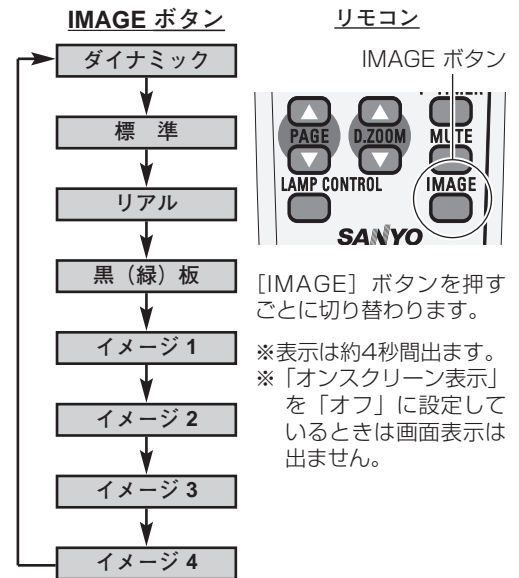 IMAGE ボタン
ダイナミック
標　準
リアル
黒（緑）板
イメージ 1
イメージ 2
イメージ 3
イメージ 4
リモコン
IMAGE ボタン
PAGE
D.ZOOM
MUTE
LAMP CONTROL
IMAGE
SANYO
［IMAGE］ボタンを押す
ごとに切り替わります。
※表示は約4秒間出ます。
※「オンスクリーン表示」
を「オフ」に設定して
いるときは画面表示は
出ません。